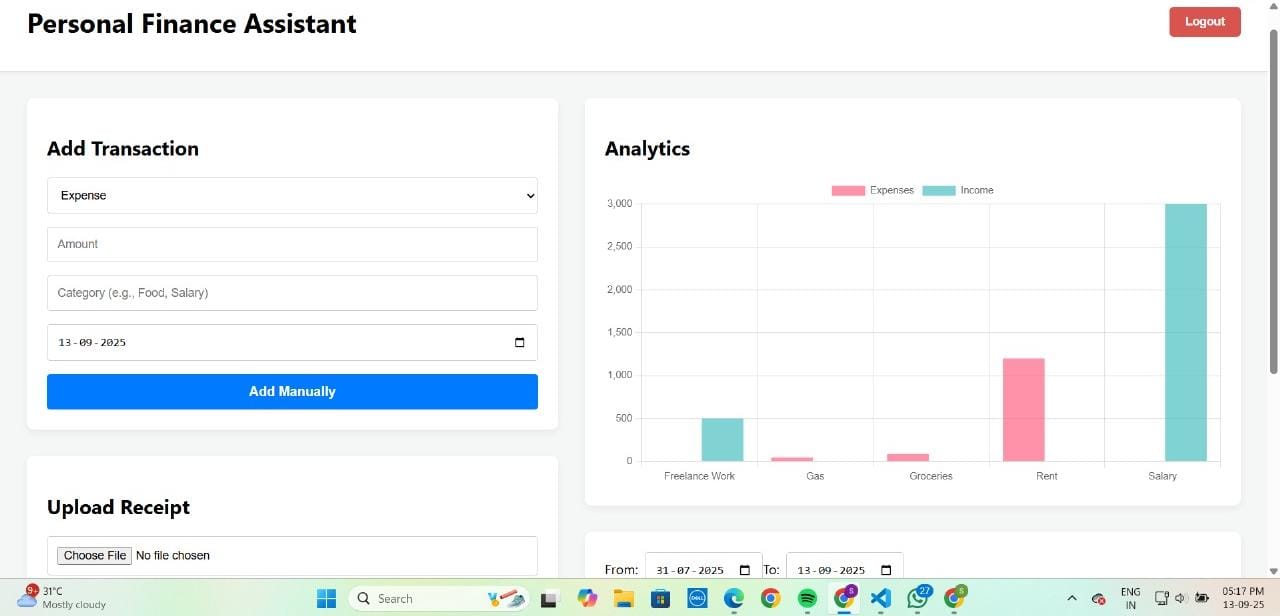 Personal Finance Assistant
Logout
Add Transaction
Expense
Amount
Category (e.g., Food, Salary)
13-09-2025
Add Manually
Upload Receipt
Choose File No file chosen
Analytics
Expenses Income
3,000
2,500
2,000
1,500
1,000
500
0
Freelance Work Gas Groceries Rent Salary
From: 31-07-2025 To: 13-09-2025
9+ 31°C
Mostly cloudy
Search
DELL
S
27
S
ENG
IN
05:17 PM
13-09-25